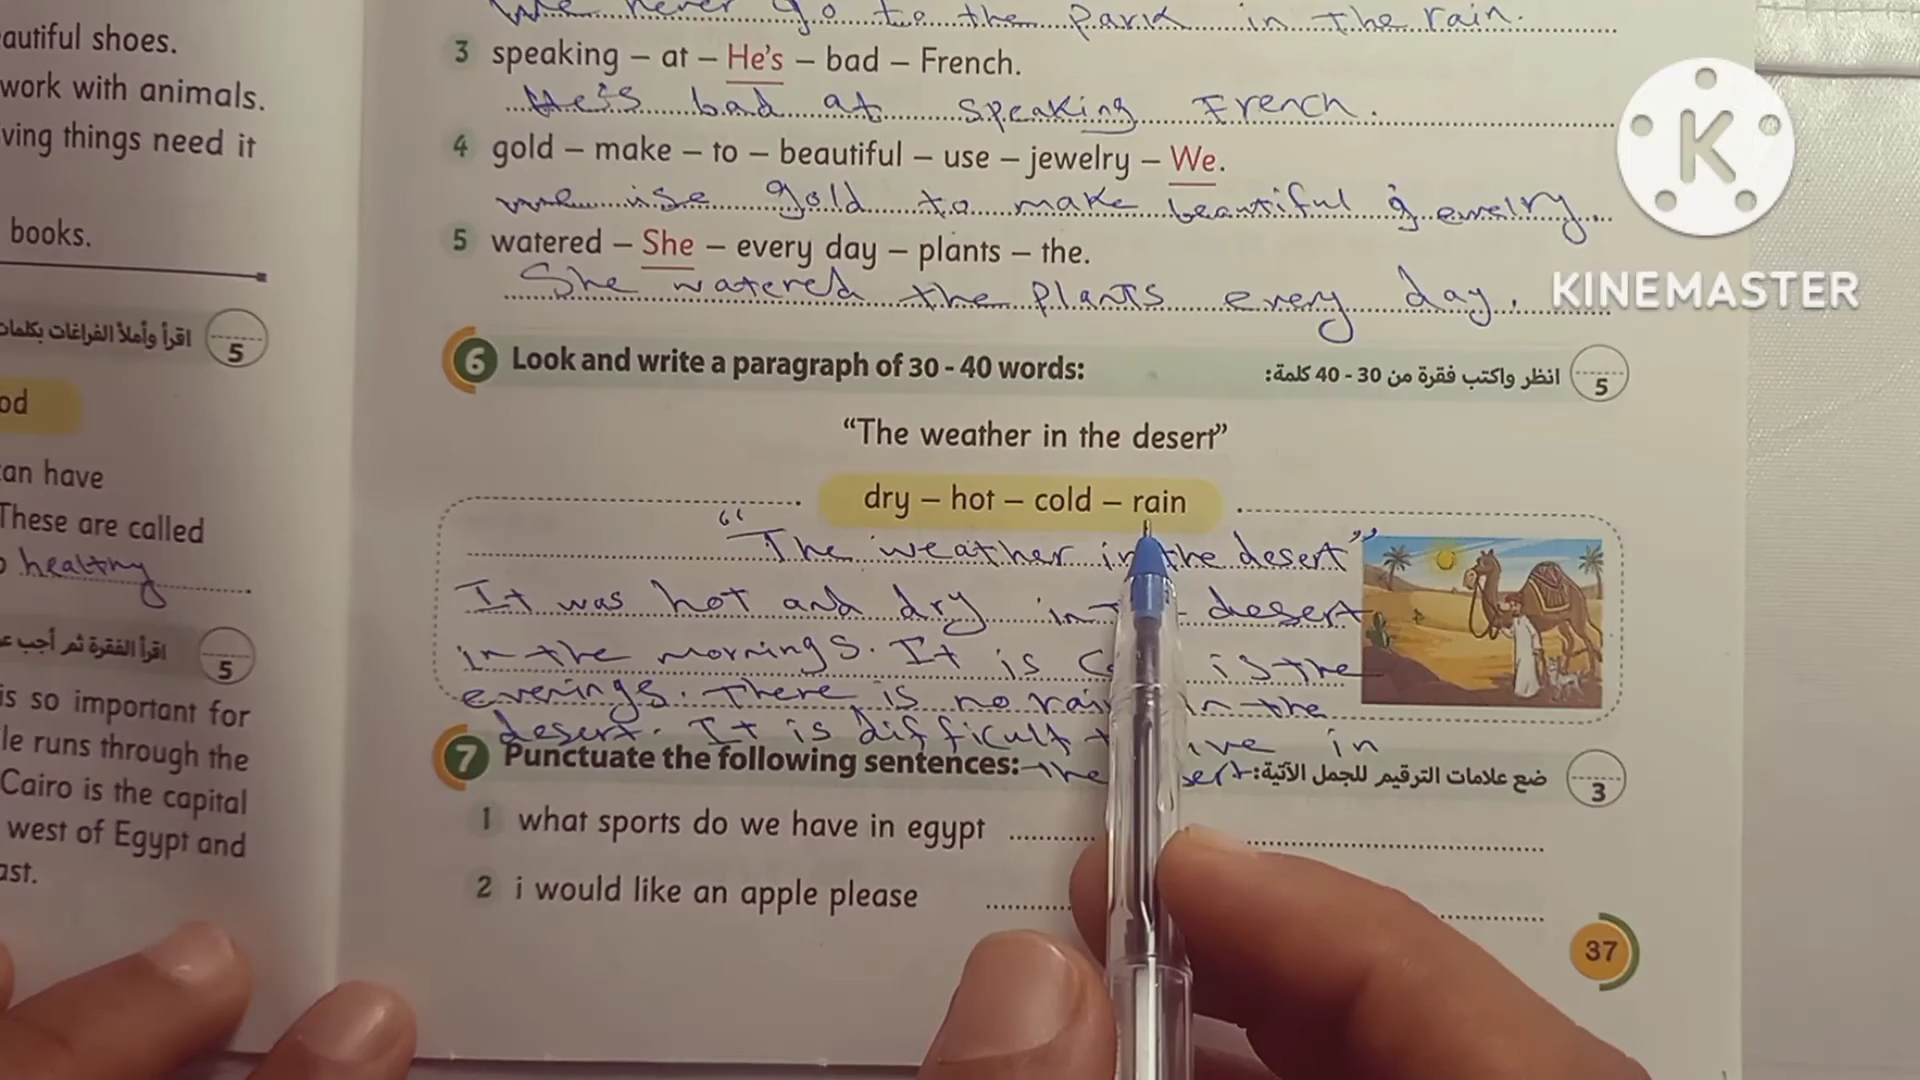 autiful shoes.
work with animals.
ving things need it
books.
5 اقرأ وأملأ الفراغات بكلمات
od
can have
These are called
o healthy
5 اقرأ الفقرة ثم أجب
is so important for
le runs through the
Cairo is the capital
west of Egypt and
ast.
We never go to the park in the rain.
3 speaking – at – He's – bad – French.
He's bad at speaking French.
4 gold – make – to – beautiful – use – jewelry – We.
we use gold to make beautiful jewelry
5 watered – She – every day – plants – the.
She watered the plants every day.
6 Look and write a paragraph of 30 - 40 words:
انظر واكتب فقرة من 30 - 40 كلمة: 5
“The weather in the desert”
dry – hot – cold – rain
“The weather in the desert”
It was hot and dry in desert
in the mornings. It is is the
evenings. There is no in the
desert. It is difficult in
the
7 Punctuate the following sentences:
ضع علامات الترقيم للجمل الآتية: 3
1 what sports do we have in egypt
2 i would like an apple please
37
K
KINEMASTER